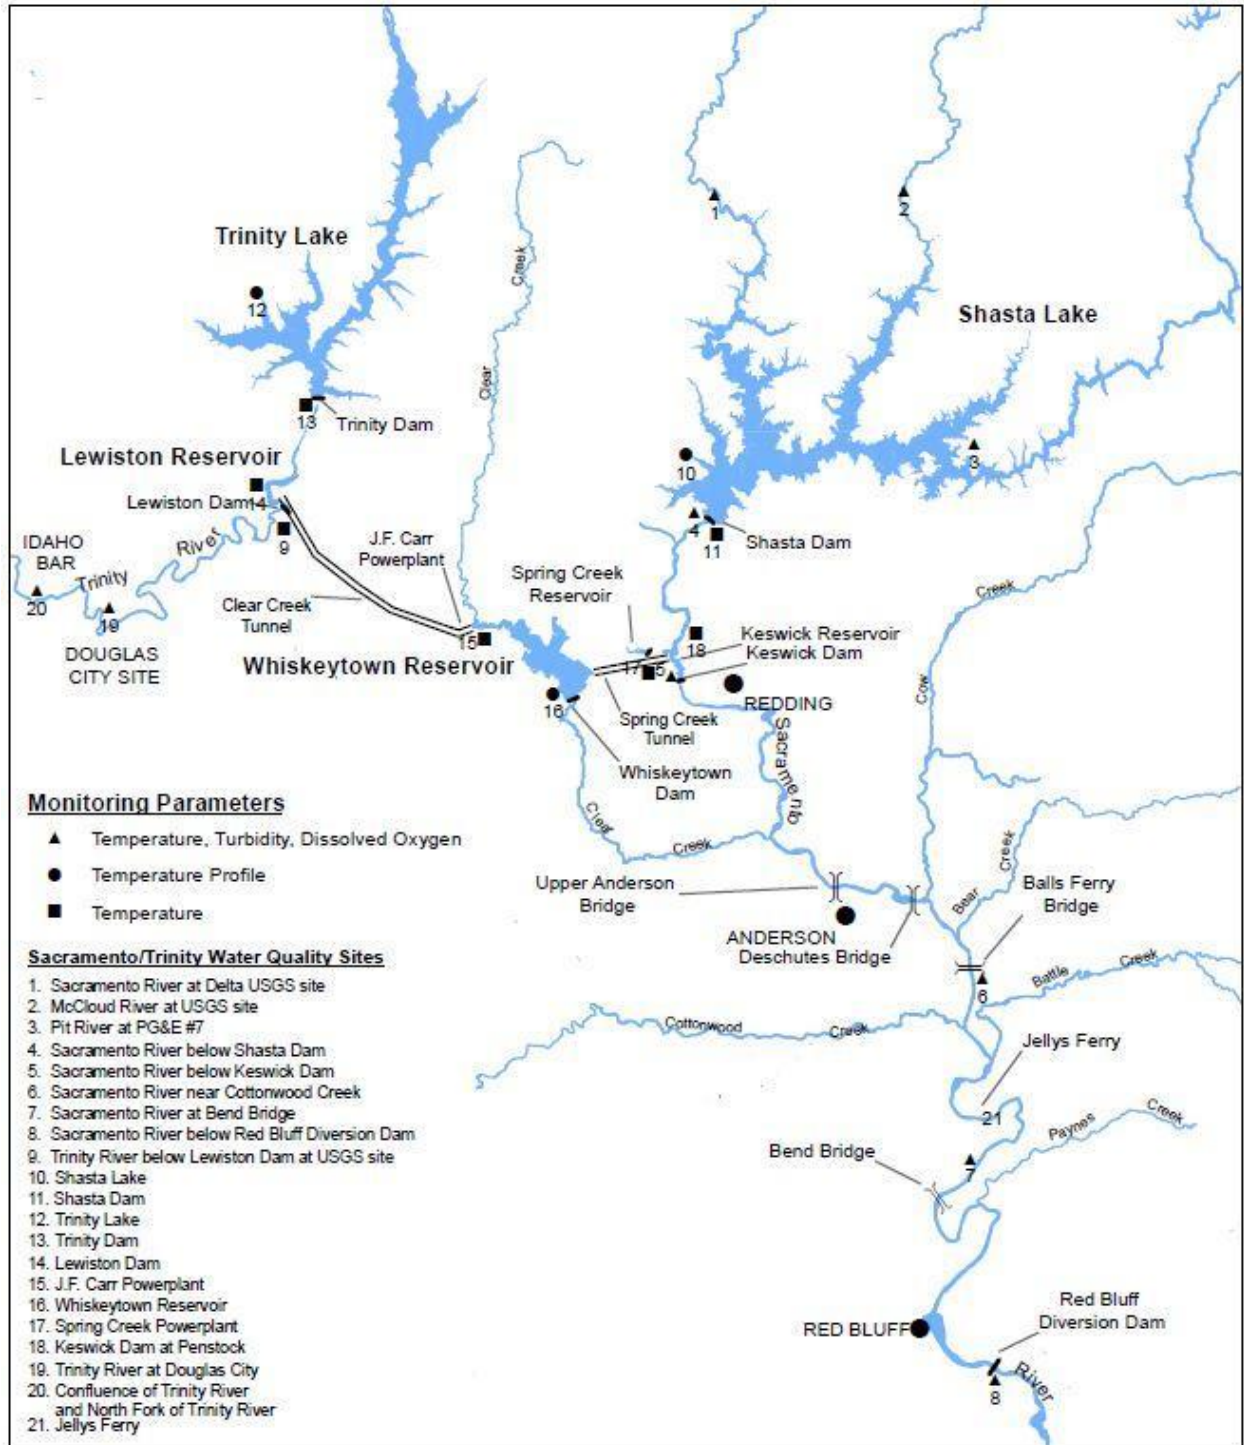 1
2
Trinity Lake
12
Creek
Shasta Lake
Clear
13
Trinity Dam
3
Lewiston Reservoir
10
Lewiston Dam
14
4
11
Shasta Dam
9
River
IDAHO
BAR
Trinity
20
19
J.F. Carr
Powerplant
Spring Creek
Reservoir
Creek
Clear Creek
Tunnel
15
18
Keswick Reservoir
Keswick Dam
DOUGLAS
CITY SITE
Whiskeytown Reservoir
17
5
16
REDDING
Spring Creek
Tunnel
Cow
Sacramento
Whiskeytown
Dam
Clear
Creek
Creek
Upper Anderson
Bridge
Bear
Balls Ferry
Bridge
ANDERSON
Deschutes Bridge
6
Battle
Creek
Cottonwood
Creek
Jellys Ferry
21
Paynes
Creek
Bend Bridge
7
RED BLUFF
Red Bluff
Diversion Dam
River
8
Monitoring Parameters
Temperature, Turbidity, Dissolved Oxygen
Temperature Profile
Temperature
Sacramento/Trinity Water Quality Sites
1. Sacramento River at Delta USGS site
2. McCloud River at USGS site
3. Pit River at PG&E #7
4. Sacramento River below Shasta Dam
5. Sacramento River below Keswick Dam
6. Sacramento River near Cottonwood Creek
7. Sacramento River at Bend Bridge
8. Sacramento River below Red Bluff Diversion Dam
9. Trinity River below Lewiston Dam at USGS site
10. Shasta Lake
11. Shasta Dam
12. Trinity Lake
13. Trinity Dam
14. Lewiston Dam
15. J.F. Carr Powerplant
16. Whiskeytown Reservoir
17. Spring Creek Powerplant
18. Keswick Dam at Penstock
19. Trinity River at Douglas City
20. Confluence of Trinity River
and North Fork of Trinity River
21. Jellys Ferry